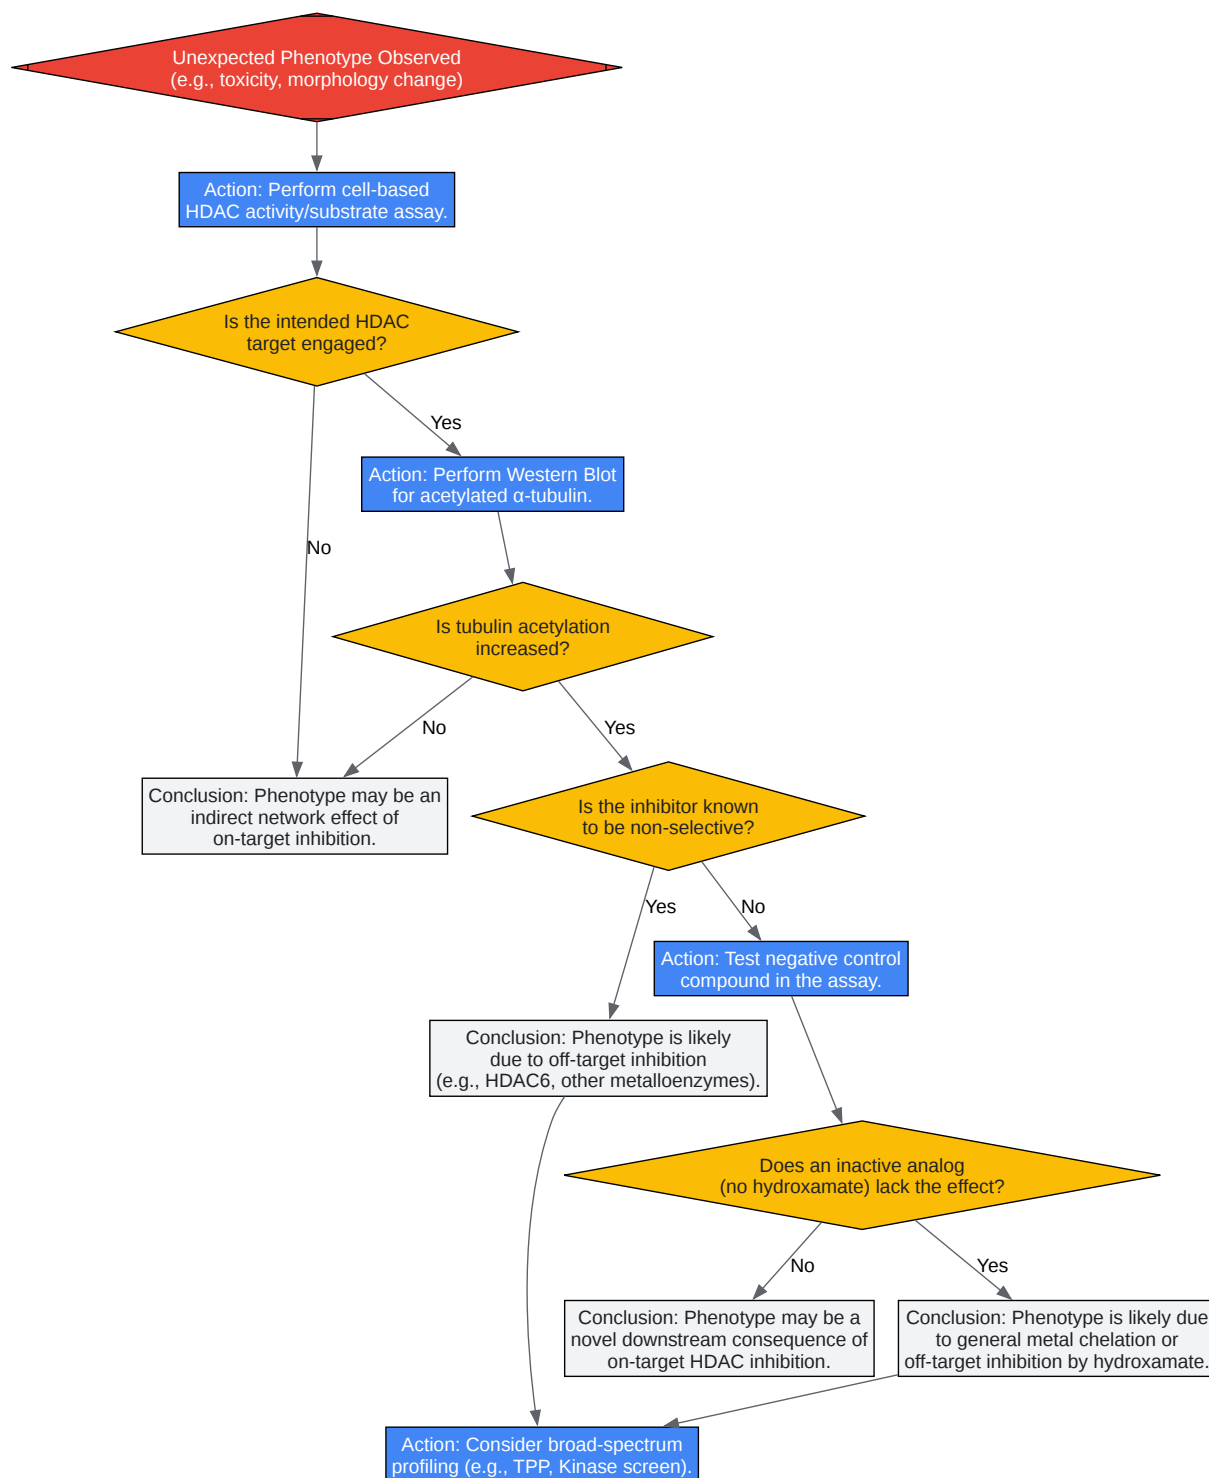 Unexpected Phenotype Observed
(e.g., toxicity, morphology change)
Action: Perform cell-based
HDAC activity/substrate assay.
Is the intended HDAC
target engaged?
Yes
Action: Perform Western Blot
for acetylated α-tubulin.
No
Is tubulin acetylation
increased?
No
Yes
Conclusion: Phenotype may be an
indirect network effect of
on-target inhibition.
Is the inhibitor known
to be non-selective?
Yes
No
Action: Test negative control
compound in the assay.
Conclusion: Phenotype is likely
due to off-target inhibition
(e.g., HDAC6, other metalloenzymes).
Does an inactive analog
(no hydroxamate) lack the effect?
No
Yes
Conclusion: Phenotype may be a
novel downstream consequence of
on-target HDAC inhibition.
Conclusion: Phenotype is likely due
to general metal chelation or
off-target inhibition by hydroxamate.
Action: Consider broad-spectrum
profiling (e.g., TPP, Kinase screen).